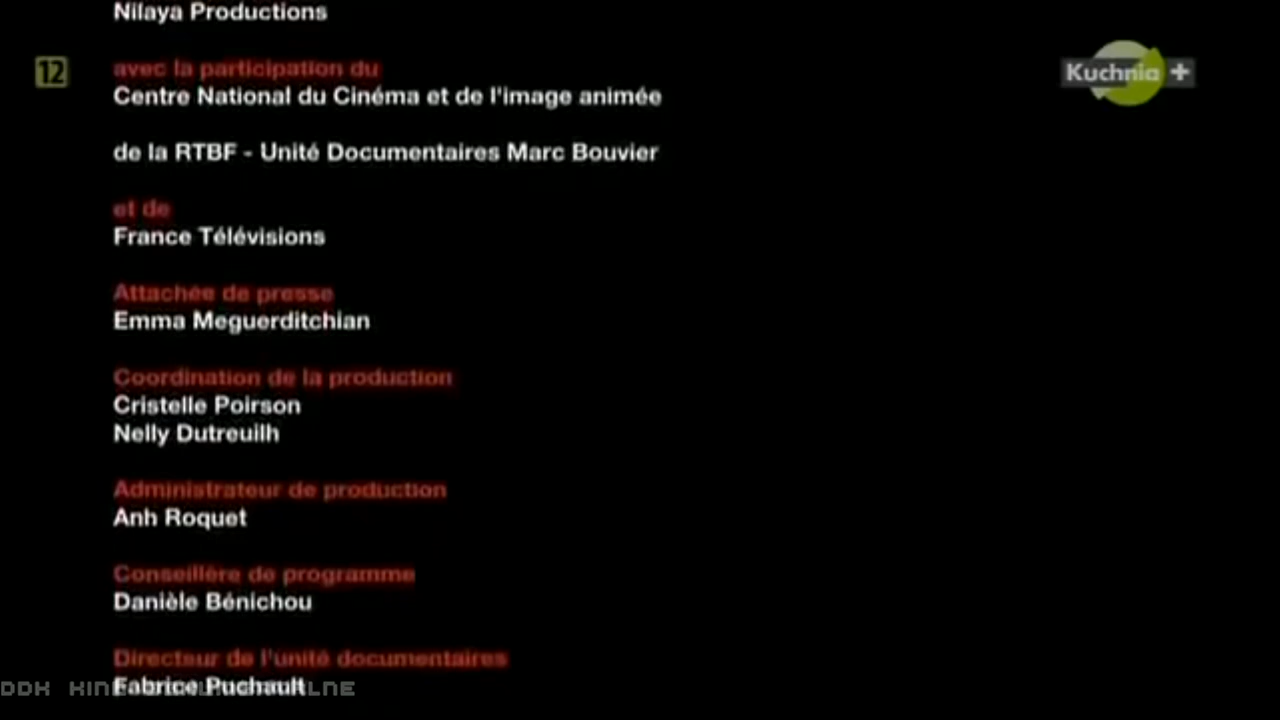 Nilaya Productions
12
Kuchnia +
avec la participation du
Centre National du Cinéma et de l'image animée
de la RTBF - Unité Documentaires Marc Bouvier
et de
France Télévisions
Attachée de presse
Emma Meguerditchian
Coordination de la production
Cristelle Poirson
Nelly Dutreuilh
Administrateur de production
Anh Roquet
Conseillère de programme
Danièle Bénichou
Directeur de l'unité documentaires
Fabrice Puchault